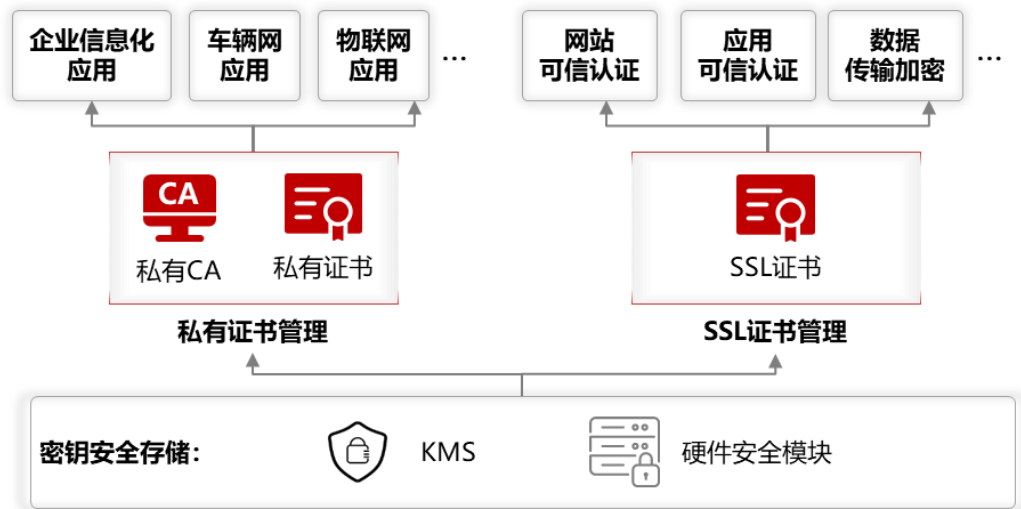 企业信息化
应用
车辆网
应用
物联网
应用
...
网站
可信认证
应用
可信认证
数据
传输加密
...
CA
私有CA
私有证书
SSL证书
私有证书管理
SSL证书管理
密钥安全存储：
KMS
硬件安全模块